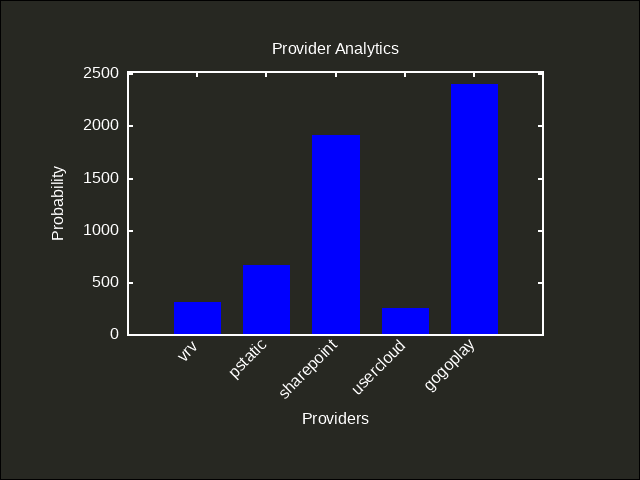 Provider Analytics
2500
2000
1500
1000
500
0
Probability
vrv
pstatic
sharepoint
usercloud
gogoplay
Providers